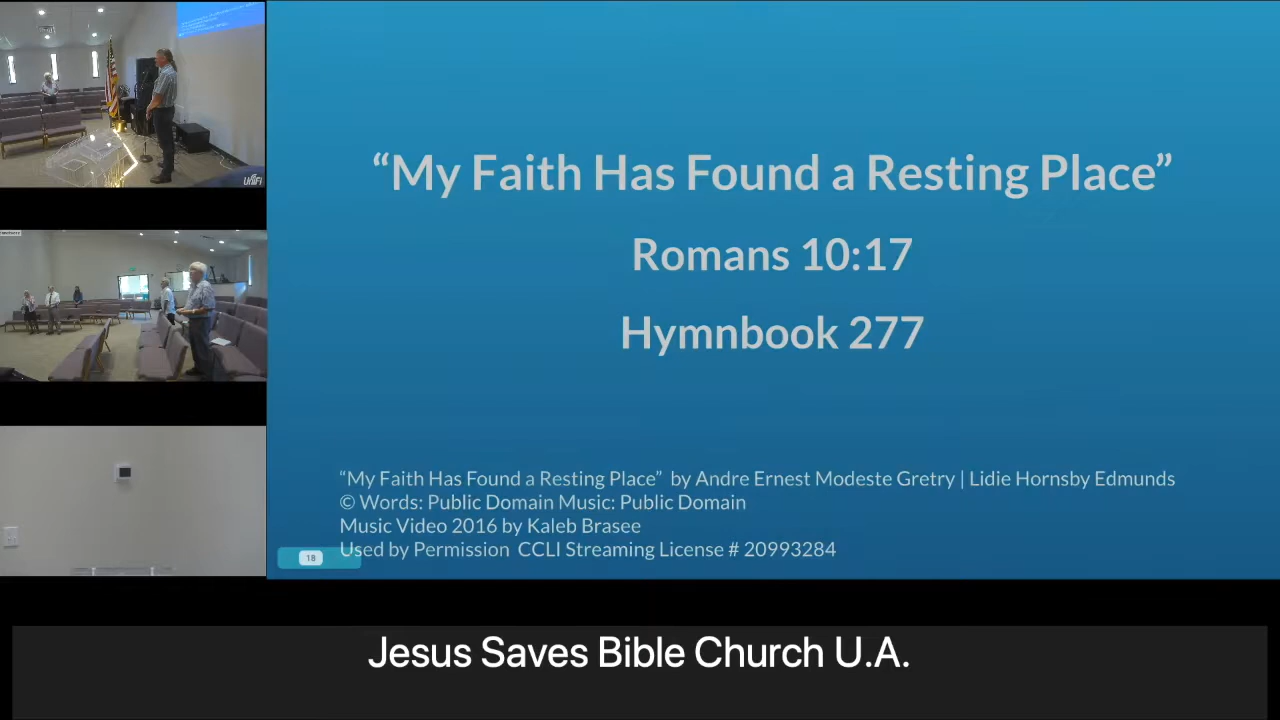 “My Faith Has Found a Resting Place”
Romans 10:17
Hymnbook 277
“My Faith Has Found a Resting Place”  by Andre Ernest Modeste Gretry | Lidie Hornsby Edmunds
© Words: Public Domain Music: Public Domain
Music Video 2016 by Kaleb Brasee
Used by Permission  CCLI Streaming License # 20993284
18
UniFi
Jesus Saves Bible Church U.A.